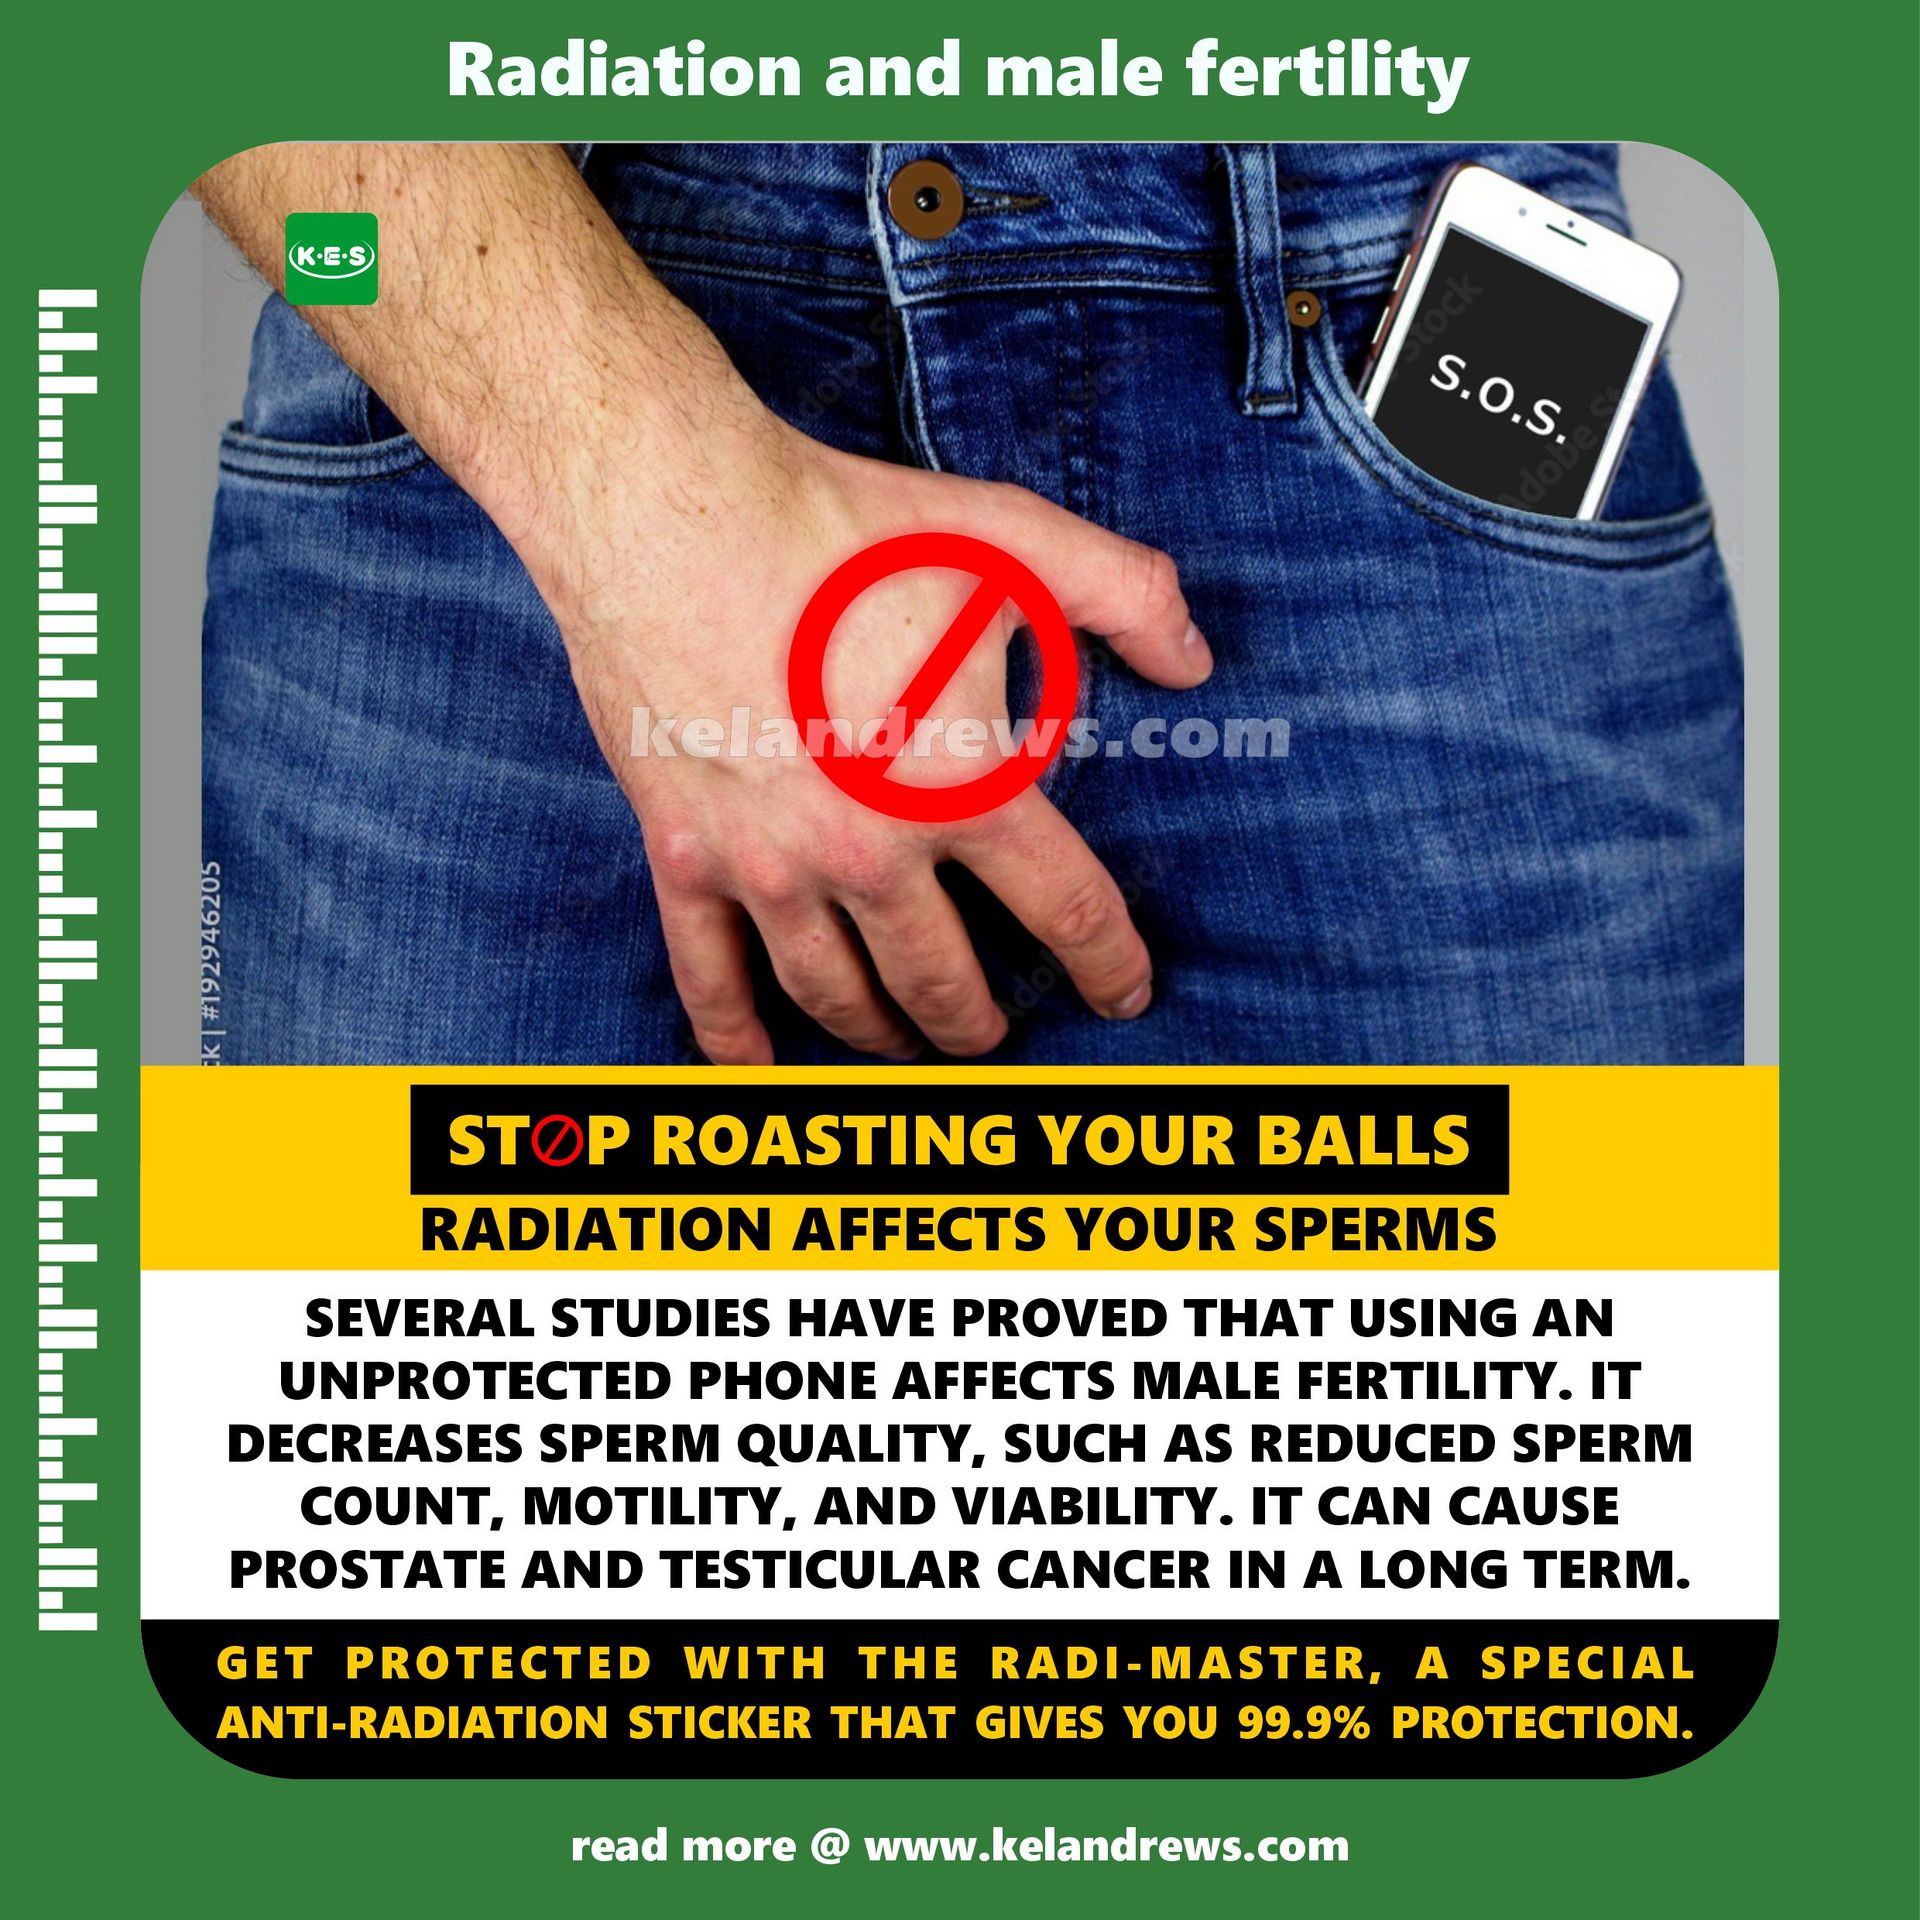 Radiation and male fertility
K·E·S
S.O.S.
kelandrews.com
CK | #192946205
STOP ROASTING YOUR BALLS
RADIATION AFFECTS YOUR SPERMS
SEVERAL STUDIES HAVE PROVED THAT USING AN
UNPROTECTED PHONE AFFECTS MALE FERTILITY. IT
DECREASES SPERM QUALITY, SUCH AS REDUCED SPERM
COUNT, MOTILITY, AND VIABILITY. IT CAN CAUSE
PROSTATE AND TESTICULAR CANCER IN A LONG TERM.
GET PROTECTED WITH THE RADI-MASTER, A SPECIAL
ANTI-RADIATION STICKER THAT GIVES YOU 99.9% PROTECTION.
read more @ www.kelandrews.com